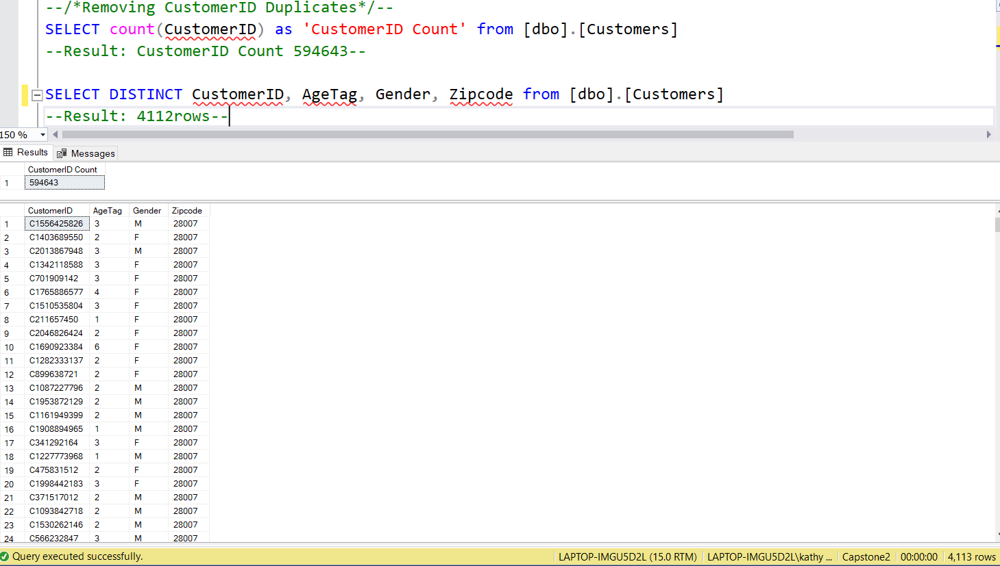 --/*Removing CustomerID Duplicates*/--
SELECT count(CustomerID) as 'CustomerID Count' from [dbo].[Customers]
--Result: CustomerID Count 594643--
SELECT DISTINCT CustomerID, AgeTag, Gender, Zipcode from [dbo].[Customers]
--Result: 4112rows--
150 %
Results Messages
CustomerID Count
1 594643
CustomerID AgeTag Gender Zipcode
1 C1556425826 3 M 28007
2 C1403689550 2 F 28007
3 C2013867948 3 M 28007
4 C1342118588 3 F 28007
5 C701909142 3 F 28007
6 C1765886577 4 F 28007
7 C1510535804 3 F 28007
8 C211657450 1 F 28007
9 C2046826424 2 F 28007
10 C1690923384 6 F 28007
11 C1282333137 2 F 28007
12 C899638721 2 F 28007
13 C1087227796 2 M 28007
14 C1953872129 2 M 28007
15 C1161949399 2 M 28007
16 C1908894965 1 M 28007
17 C341292164 3 F 28007
18 C1227773968 1 M 28007
19 C475831512 2 F 28007
20 C1998442183 3 F 28007
21 C371517012 2 M 28007
22 C1093842718 2 M 28007
23 C1530262146 2 M 28007
24 C566232847 3 M 28007
Query executed successfully. LAPTOP-IMGU5D2L (15.0 RTM) LAPTOP-IMGU5D2L\kathy ... Capstone2 00:00:00 4,113 rows